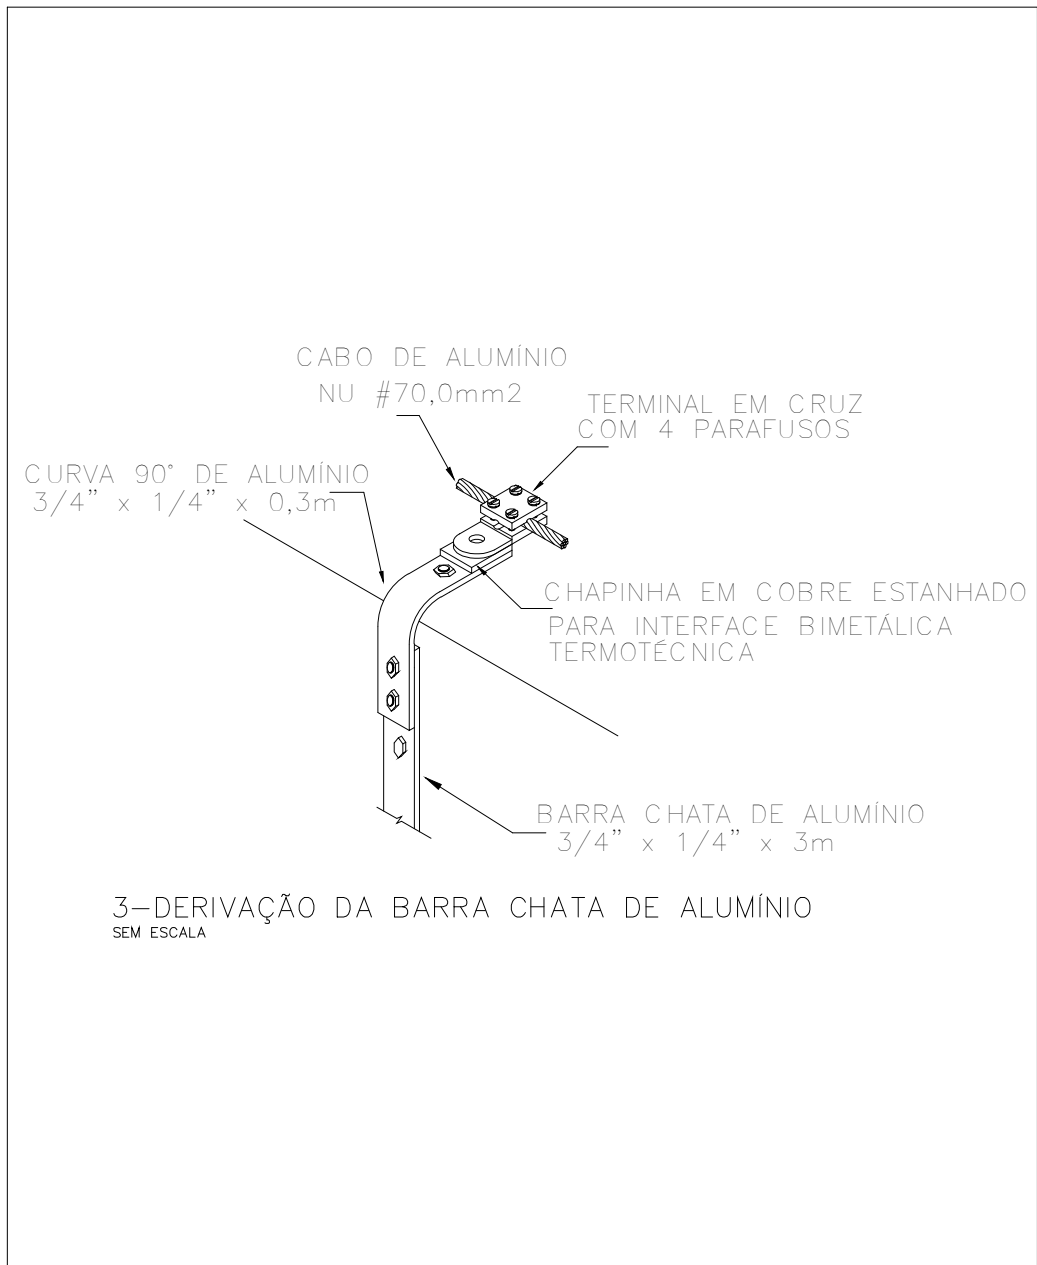 CABO DE ALUMÍNIO
NU #70,0mm2
TERMINAL EM CRUZ
COM 4 PARAFUSOS
CURVA 90° DE ALUMÍNIO
3/4" x 1/4" x 0,3m
CHAPINHA EM COBRE ESTANHADO
PARA INTERFACE BIMETÁLICA
TERMOTÉCNICA
BARRA CHATA DE ALUMÍNIO
3/4" x 1/4" x 3m
3-DERIVAÇÃO DA BARRA CHATA DE ALUMÍNIO
SEM ESCALA